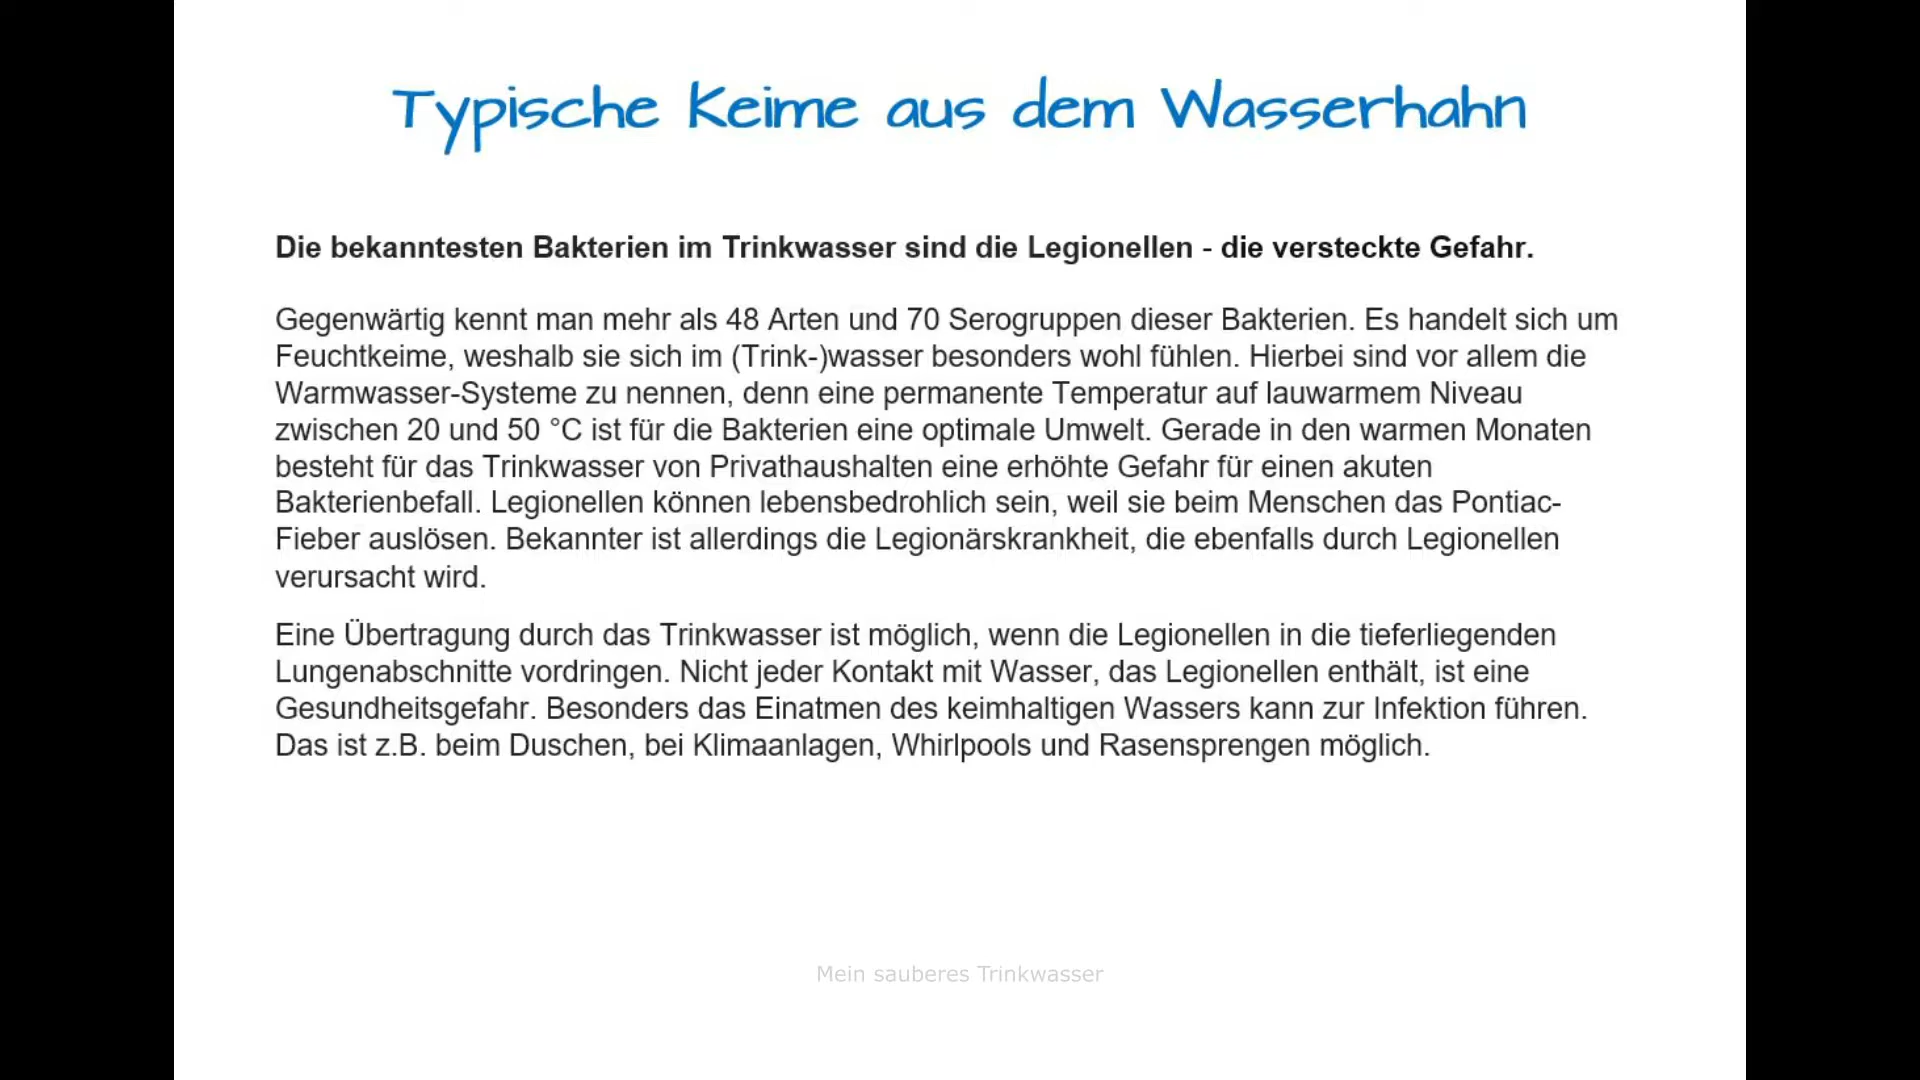 Typische Keime aus dem Wasserhahn
Die bekanntesten Bakterien im Trinkwasser sind die Legionellen - die versteckte Gefahr.
Gegenwärtig kennt man mehr als 48 Arten und 70 Serogruppen dieser Bakterien. Es handelt sich um
Feuchtkeime, weshalb sie sich im (Trink-)wasser besonders wohl fühlen. Hierbei sind vor allem die
Warmwasser-Systeme zu nennen, denn eine permanente Temperatur auf lauwarmem Niveau
zwischen 20 und 50 °C ist für die Bakterien eine optimale Umwelt. Gerade in den warmen Monaten
besteht für das Trinkwasser von Privathaushalten eine erhöhte Gefahr für einen akuten
Bakterienbefall. Legionellen können lebensbedrohlich sein, weil sie beim Menschen das Pontiac-
Fieber auslösen. Bekannter ist allerdings die Legionärskrankheit, die ebenfalls durch Legionellen
verursacht wird.
Eine Übertragung durch das Trinkwasser ist möglich, wenn die Legionellen in die tieferliegenden
Lungenabschnitte vordringen. Nicht jeder Kontakt mit Wasser, das Legionellen enthält, ist eine
Gesundheitsgefahr. Besonders das Einatmen des keimhaltigen Wassers kann zur Infektion führen.
Das ist z.B. beim Duschen, bei Klimaanlagen, Whirlpools und Rasensprengen möglich.
Mein sauberes Trinkwasser